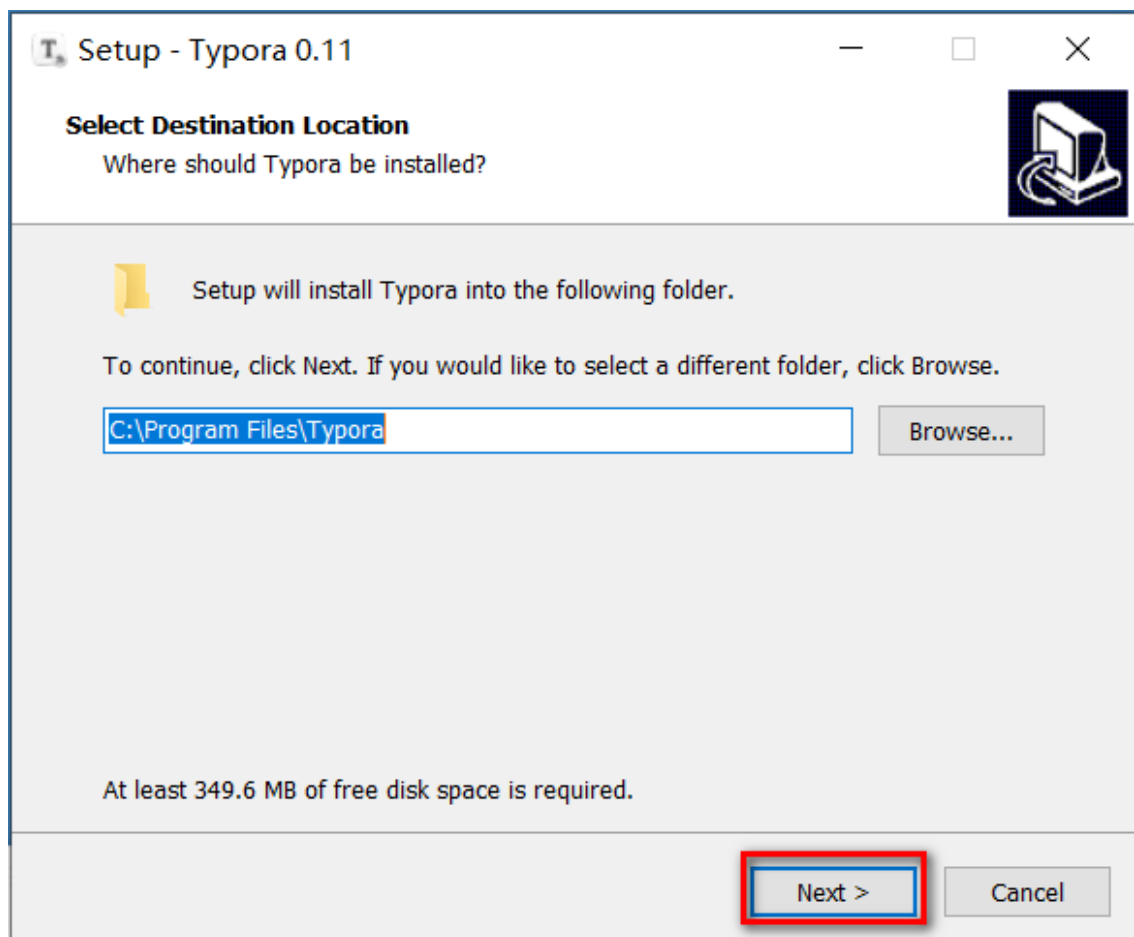 Setup - Typora 0.11
Select Destination Location
Where should Typora be installed?
Setup will install Typora into the following folder.
To continue, click Next. If you would like to select a different folder, click Browse.
C:\Program Files\Typora
Browse...
At least 349.6 MB of free disk space is required.
Next >
Cancel